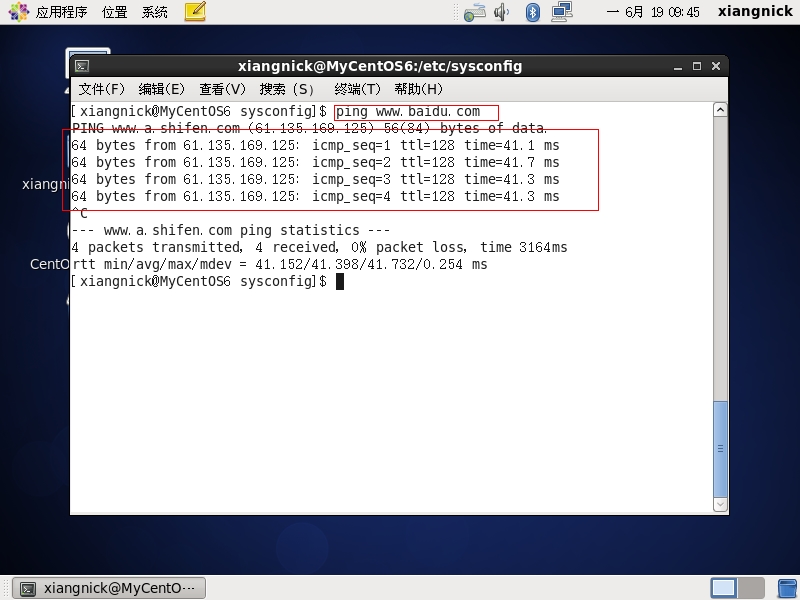 应用程序 位置 系统 一 6月 19 09:45 xiangnick
xiangnick@MyCentOS6:/etc/sysconfig
文件(F) 编辑(E) 查看(V) 搜索(S) 终端(T) 帮助(H)
[xiangnick@MyCentOS6 sysconfig]$ ping www.baidu.com
PING www.a.shifen.com (61.135.169.125) 56(84) bytes of data.
64 bytes from 61.135.169.125: icmp_seq=1 ttl=128 time=41.1 ms
64 bytes from 61.135.169.125: icmp_seq=2 ttl=128 time=41.7 ms
64 bytes from 61.135.169.125: icmp_seq=3 ttl=128 time=41.3 ms
64 bytes from 61.135.169.125: icmp_seq=4 ttl=128 time=41.3 ms
^C
--- www.a.shifen.com ping statistics ---
4 packets transmitted, 4 received, 0% packet loss, time 3164ms
rtt min/avg/max/mdev = 41.152/41.398/41.732/0.254 ms
[xiangnick@MyCentOS6 sysconfig]$
xiangni
CentO
xiangnick@MyCentO···